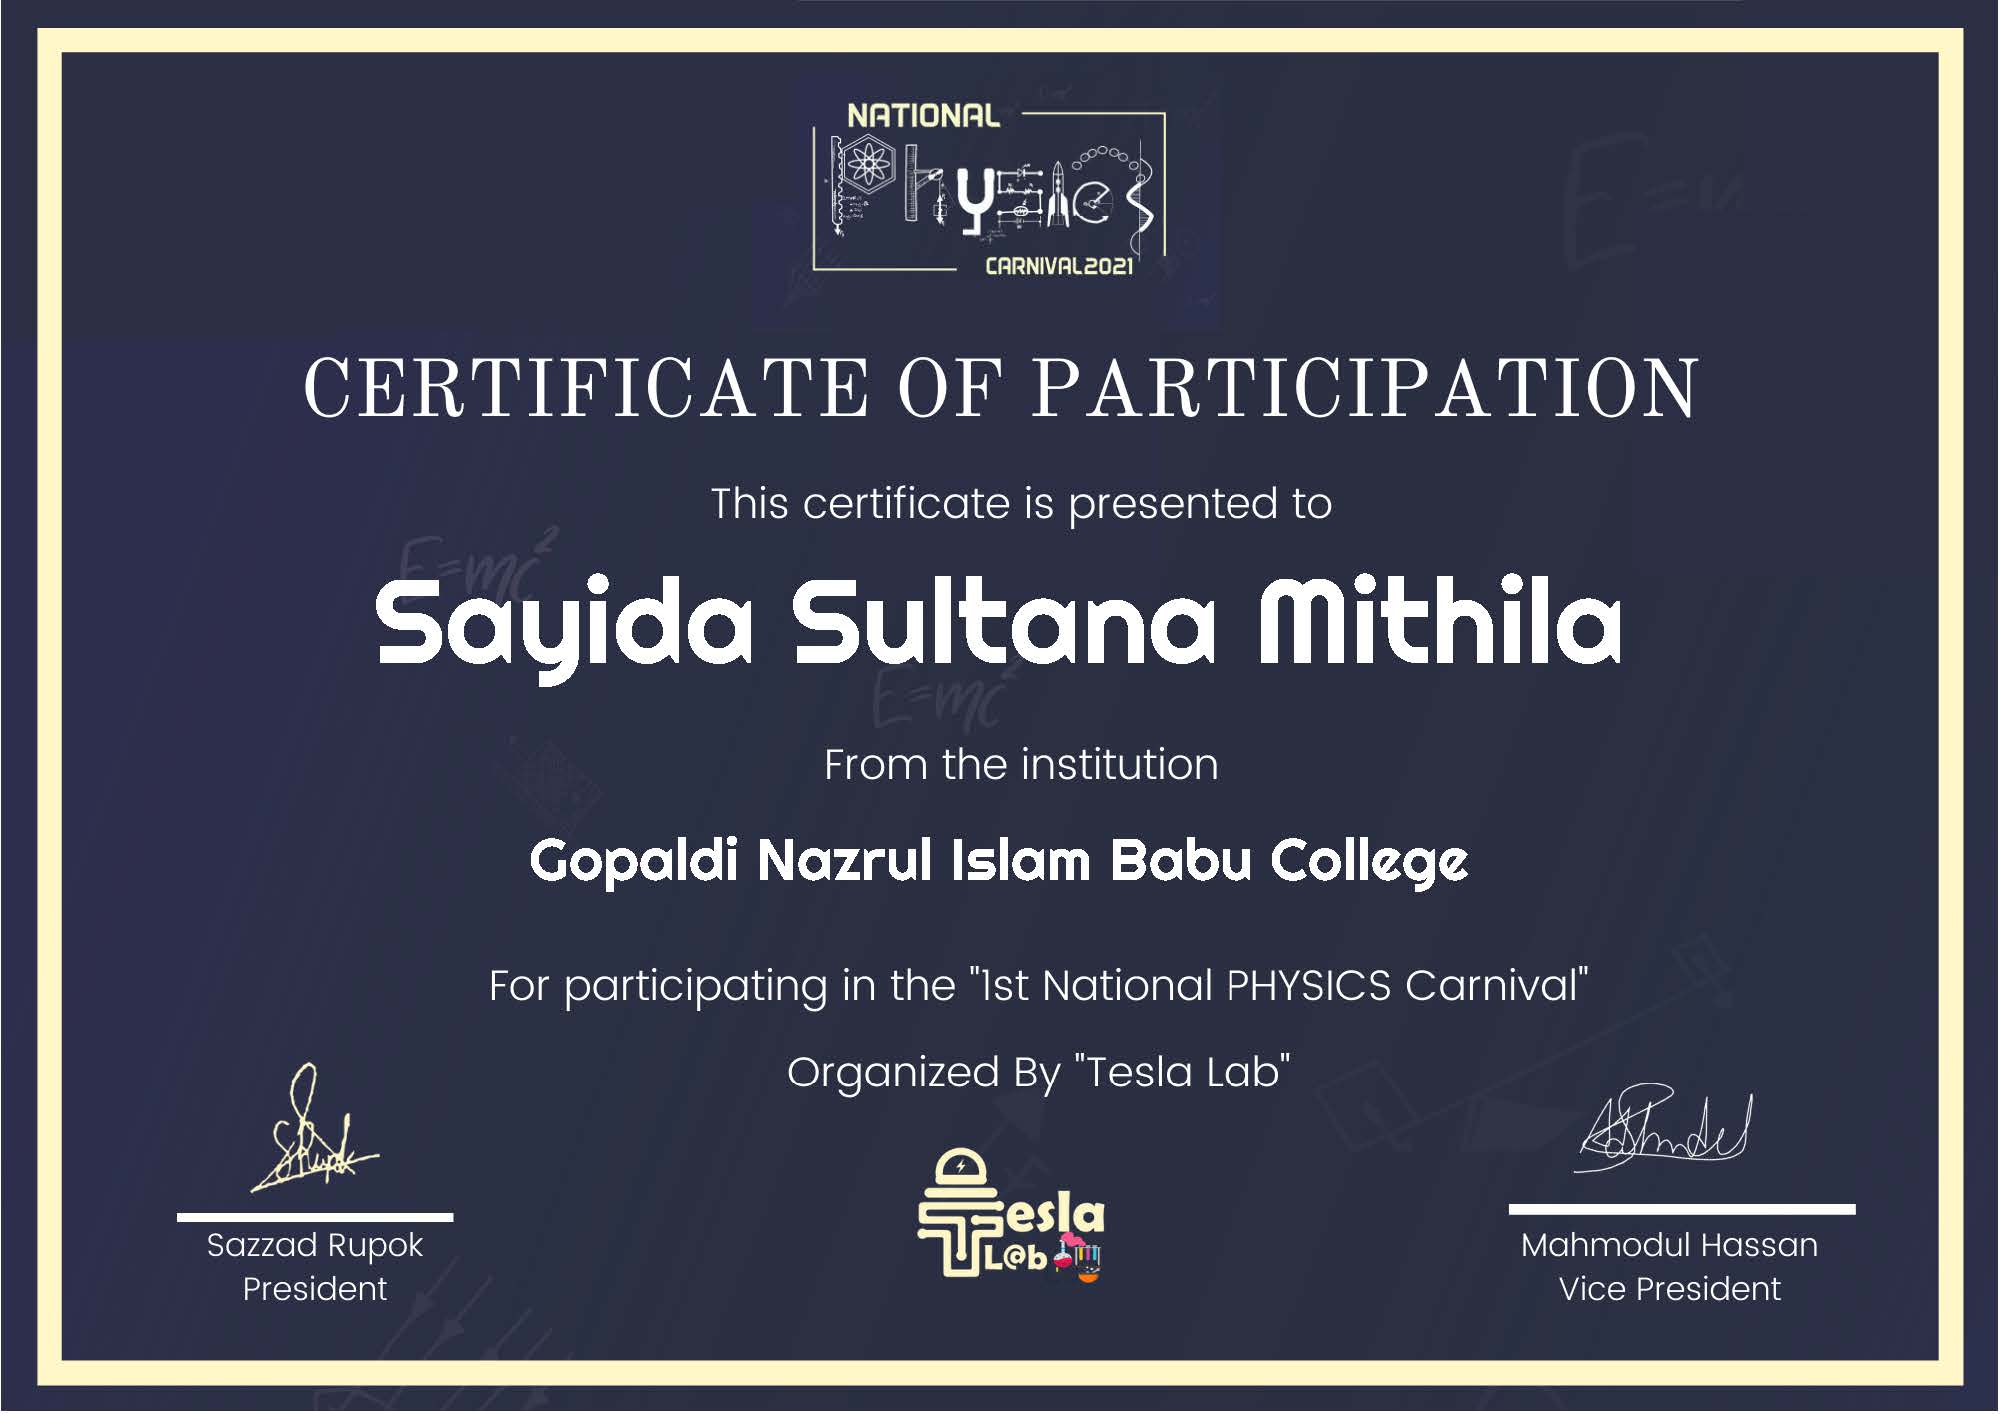 NATIONAL
Physics
CARNIVAL2021
CERTIFICATE OF PARTICIPATION
This certificate is presented to
E=mc²
Sayida Sultana Mithila
E=mc²
From the institution
Gopaldi Nazrul Islam Babu College
For participating in the "1st National PHYSICS Carnival"
Organized By "Tesla Lab"
Tesla
L@b
Sazzad Rupok
President
Mahmodul Hassan
Vice President